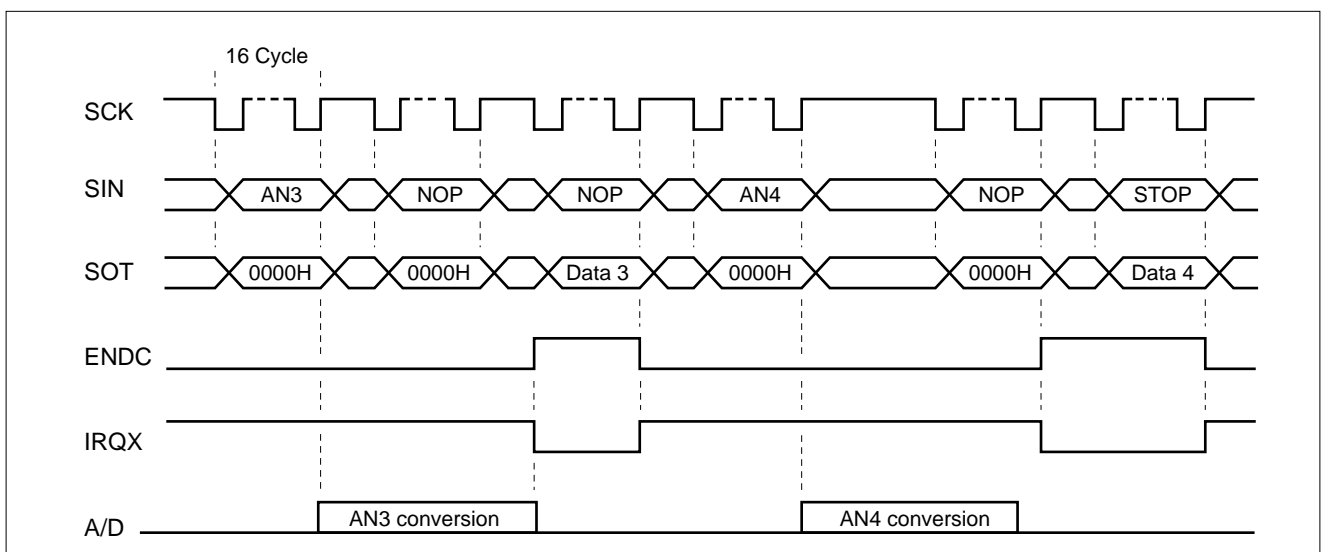 16 Cycle
SCK
SIN AN3 NOP NOP AN4 NOP STOP
SOT 0000H 0000H Data 3 0000H 0000H Data 4
ENDC
IRQX
A/D AN3 conversion AN4 conversion